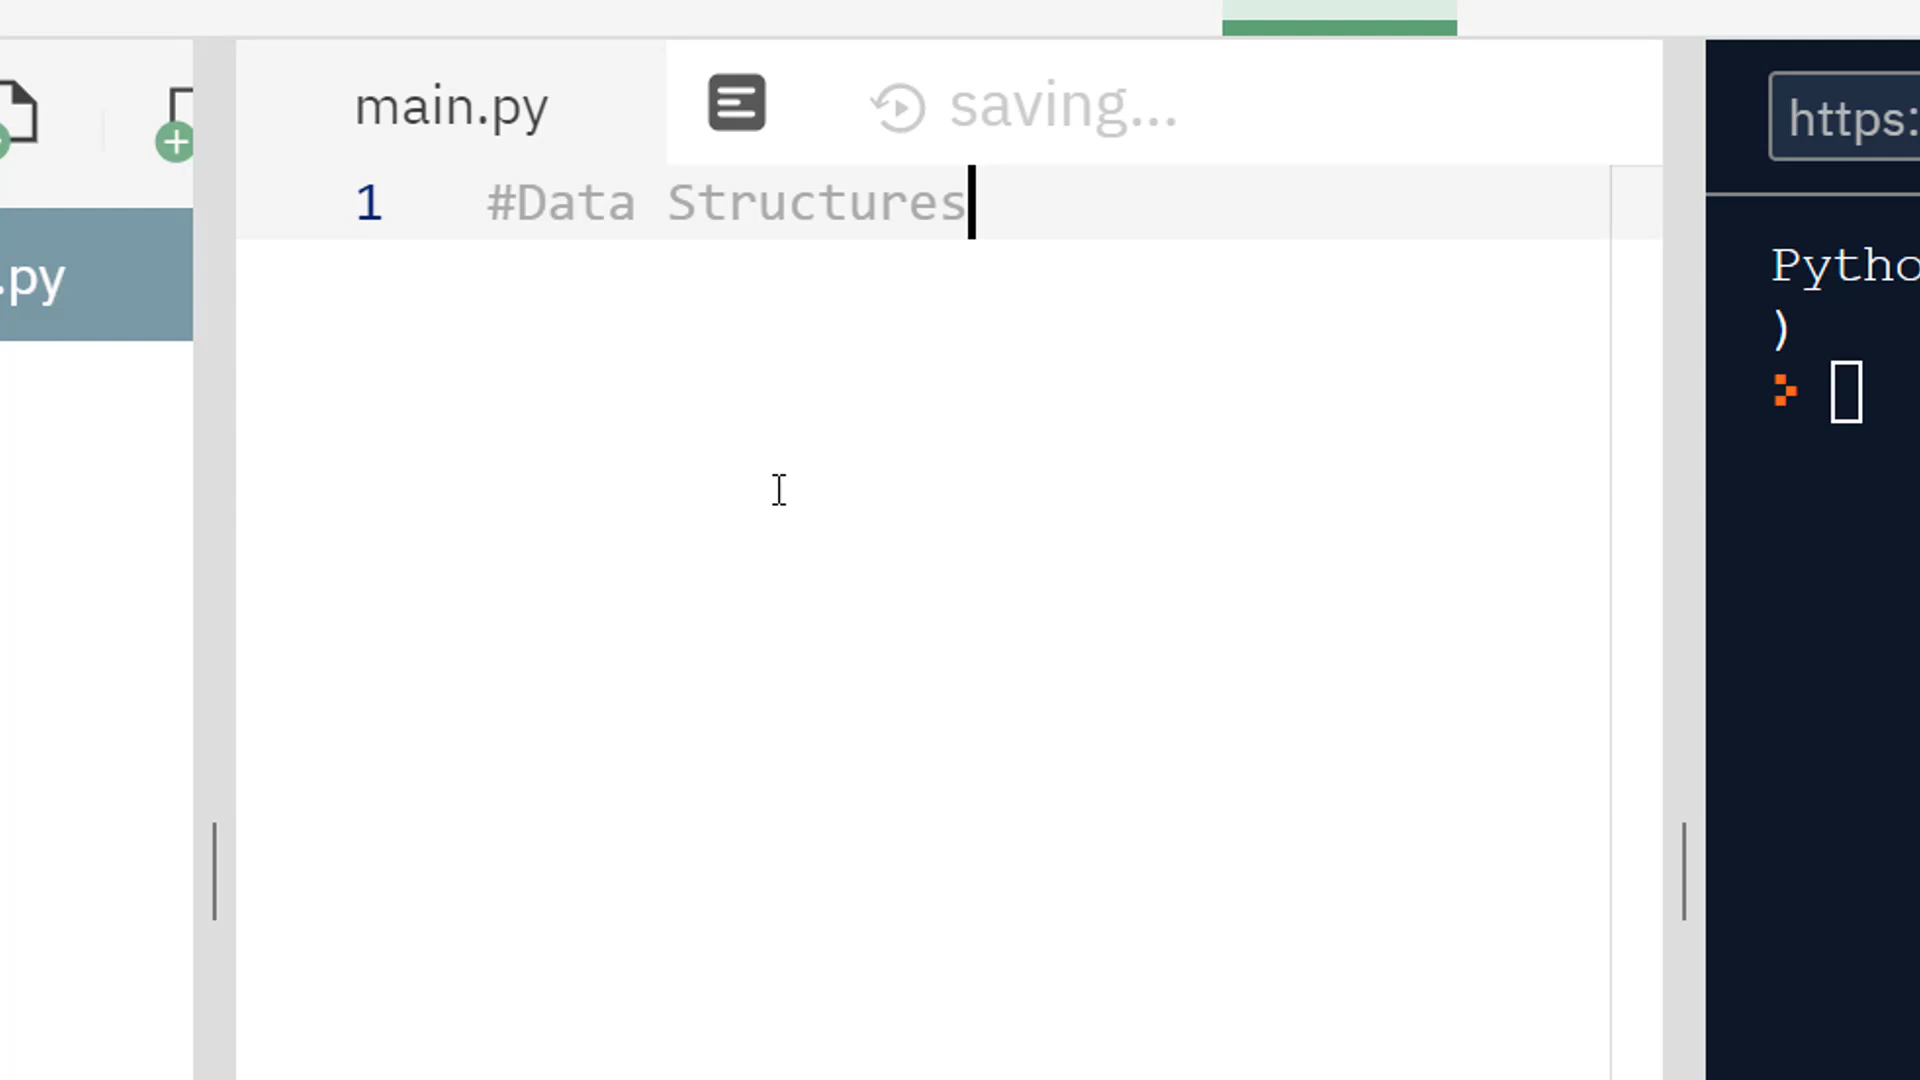 main.py
saving...
https:
.py
1 #Data Structures
Pytho
)